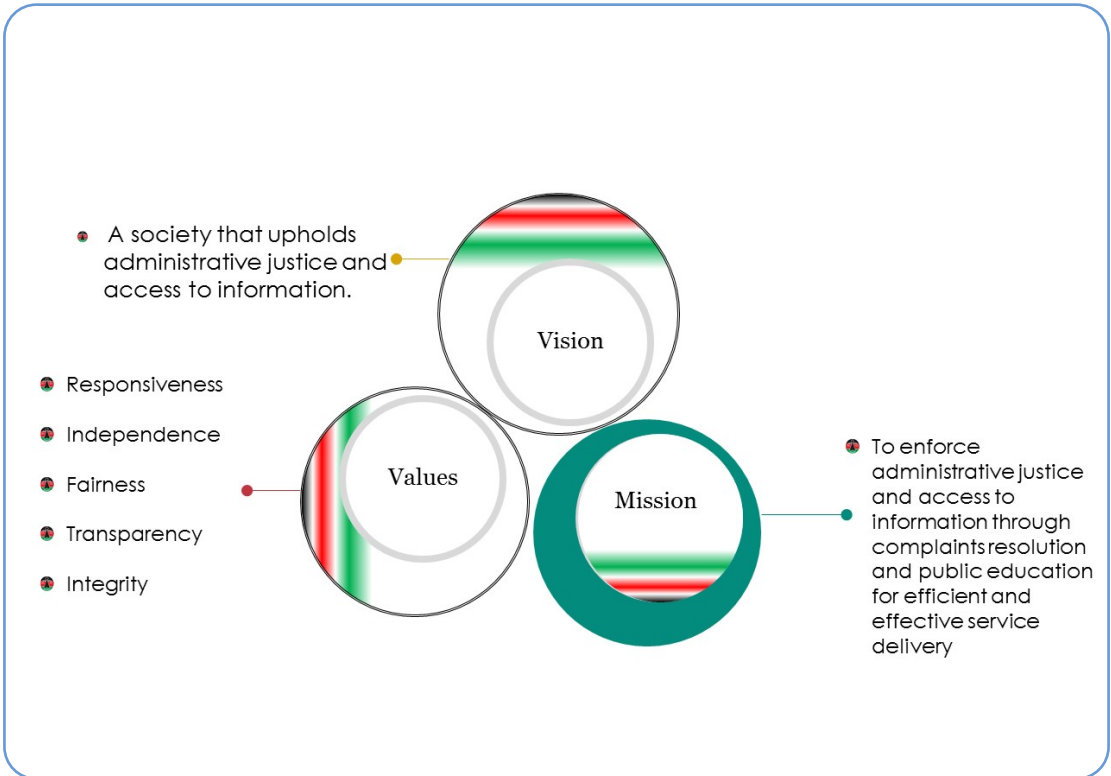 A society that upholds
administrative justice and
access to information.
Vision
Responsiveness
Independence
Fairness
Transparency
Integrity
Values
Mission
To enforce
administrative justice
and access to
information through
complaints resolution
and public education
for efficient and
effective service
delivery